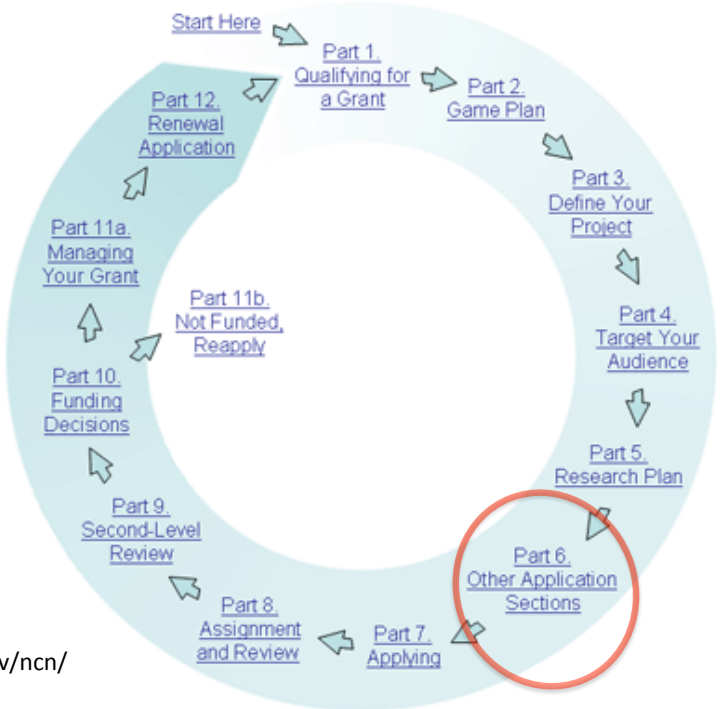 Start Here
Part 1.
Qualifying for
a Grant
Part 2.
Game Plan
Part 3.
Define Your
Project
Part 4.
Target Your
Audience
Part 5.
Research Plan
Part 6.
Other Application
Sections
Part 7.
Applying
Part 8.
Assignment
and Review
Part 9.
Second-Level
Review
Part 10.
Funding
Decisions
Part 11a.
Managing
Your Grant
Part 11b.
Not Funded,
Reapply
Part 12.
Renewal
Application
v/ncn/